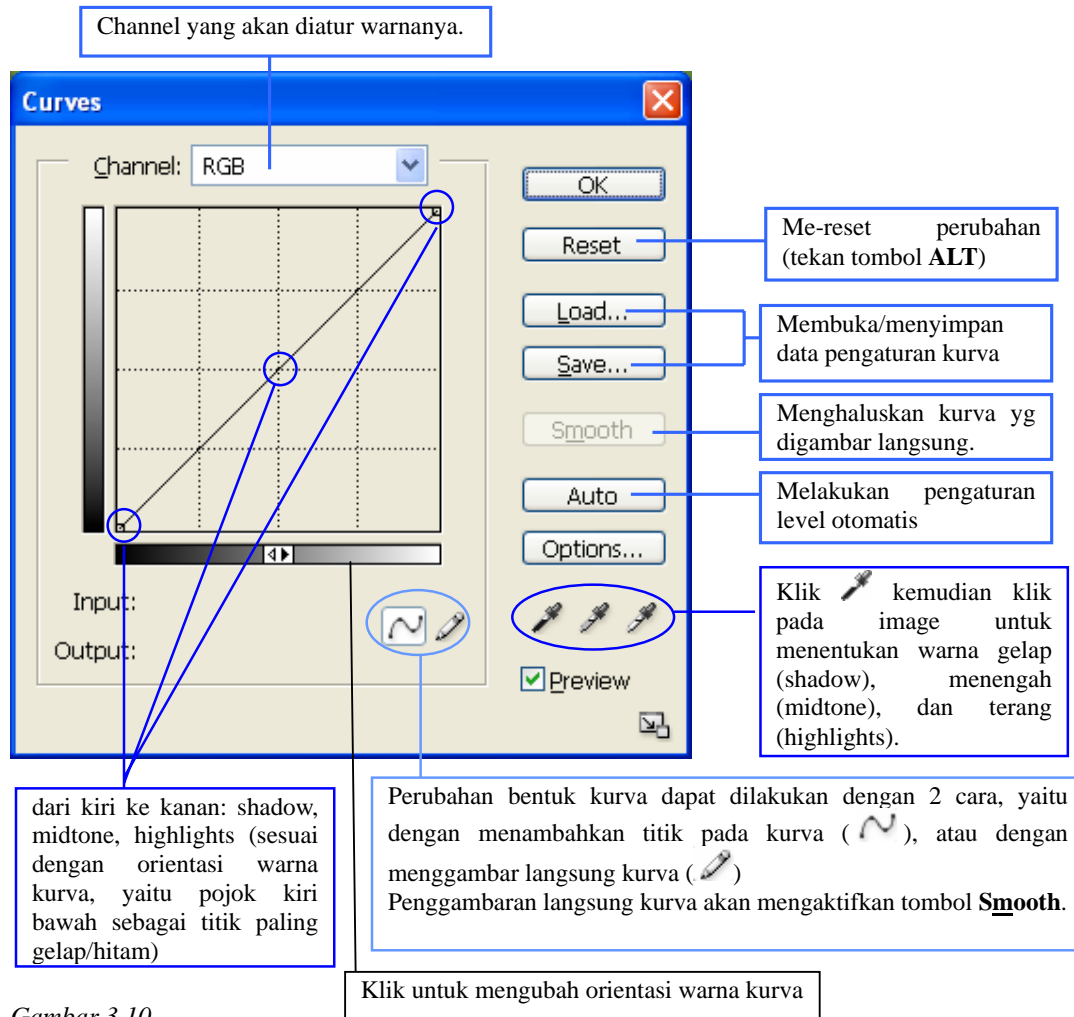 Channel yang akan diatur warnanya.
Curves
Channel: RGB
OK
Reset
Load...
Save...
Smooth
Auto
Options...
Input:
Output:
Preview
Me-reset perubahan
(tekan tombol ALT)
Membuka/menyimpan
data pengaturan kurva
Menghaluskan kurva yg
digambar langsung.
Melakukan pengaturan
level otomatis
Klik kemudian klik
pada image untuk
menentukan warna gelap
(shadow), menengah
(midtone), dan terang
(highlights).
dari kiri ke kanan: shadow,
midtone, highlights (sesuai
dengan orientasi warna
kurva, yaitu pojok kiri
bawah sebagai titik paling
gelap/hitam)
Perubahan bentuk kurva dapat dilakukan dengan 2 cara, yaitu
dengan menambahkan titik pada kurva ( ), atau dengan
menggambar langsung kurva ( )
Penggambaran langsung kurva akan mengaktifkan tombol Smooth.
Klik untuk mengubah orientasi warna kurva
Gambar 3.10